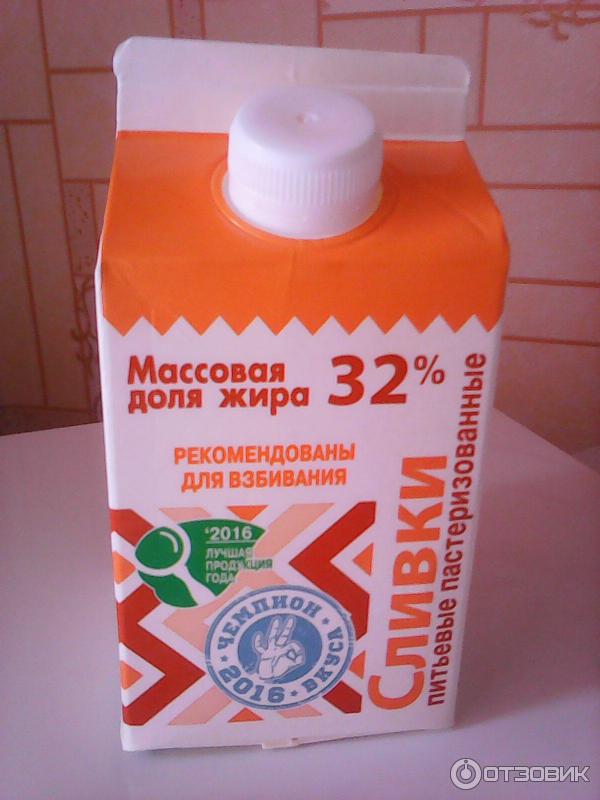 Массовая
доля жира 32%
РЕКОМЕНДОВАНЫ
ДЛЯ ВЗБИВАНИЯ
'2016
ЛУЧШАЯ
ПРОДУКЦИЯ
ГОДА
ЧЕМПИОН ВКУСА
2016
Сливки
питьевые пастеризованные
ОТЗОВИК